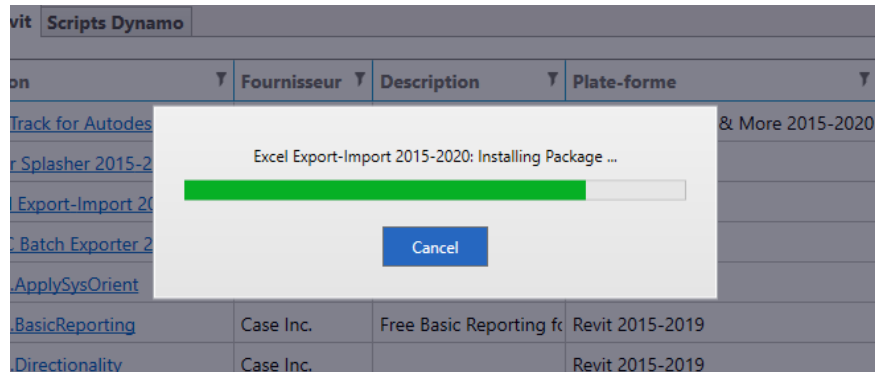 vit Scripts Dynamo
on Fournisseur Description Plate-forme
Track for Autodes & More 2015-2020
r Splasher 2015-2
Excel Export-Import 2015-2020: Installing Package ...
l Export-Import 20
C Batch Exporter 2
Cancel
.ApplySysOrient
.BasicReporting Case Inc. Free Basic Reporting fo Revit 2015-2019
.Directionality Case Inc. Revit 2015-2019